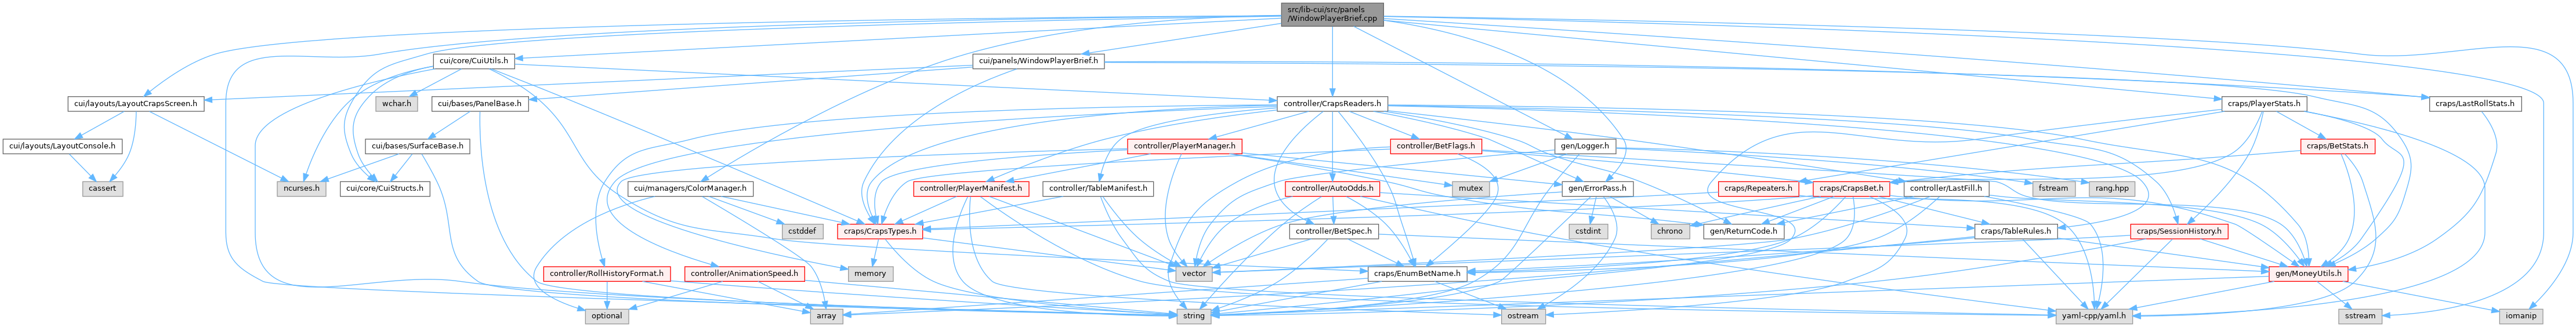 src/lib-cui/src/panels
/WindowPlayerBrief.cpp
cui/core/CuiUtils.h
cui/panels/WindowPlayerBrief.h
wchar.h
cui/layouts/LayoutCrapsScreen.h
cui/bases/PanelBase.h
controller/CrapsReaders.h
craps/PlayerStats.h
craps/LastRollStats.h
cui/layouts/LayoutConsole.h
cui/bases/SurfaceBase.h
controller/PlayerManager.h
controller/BetFlags.h
gen/Logger.h
craps/BetStats.h
cassert
ncurses.h
cui/core/CuiStructs.h
cui/managers/ColorManager.h
controller/PlayerManifest.h
controller/TableManifest.h
mutex
gen/ErrorPass.h
controller/AutoOdds.h
craps/Repeaters.h
craps/CrapsBet.h
controller/LastFill.h
fstream
rang.hpp
cstddef
craps/CrapsTypes.h
cstdint
controller/BetSpec.h
chrono
gen/ReturnCode.h
craps/TableRules.h
craps/SessionHistory.h
controller/RollHistoryFormat.h
controller/AnimationSpeed.h
memory
vector
craps/EnumBetName.h
gen/MoneyUtils.h
optional
array
string
ostream
yaml-cpp/yaml.h
sstream
iomanip